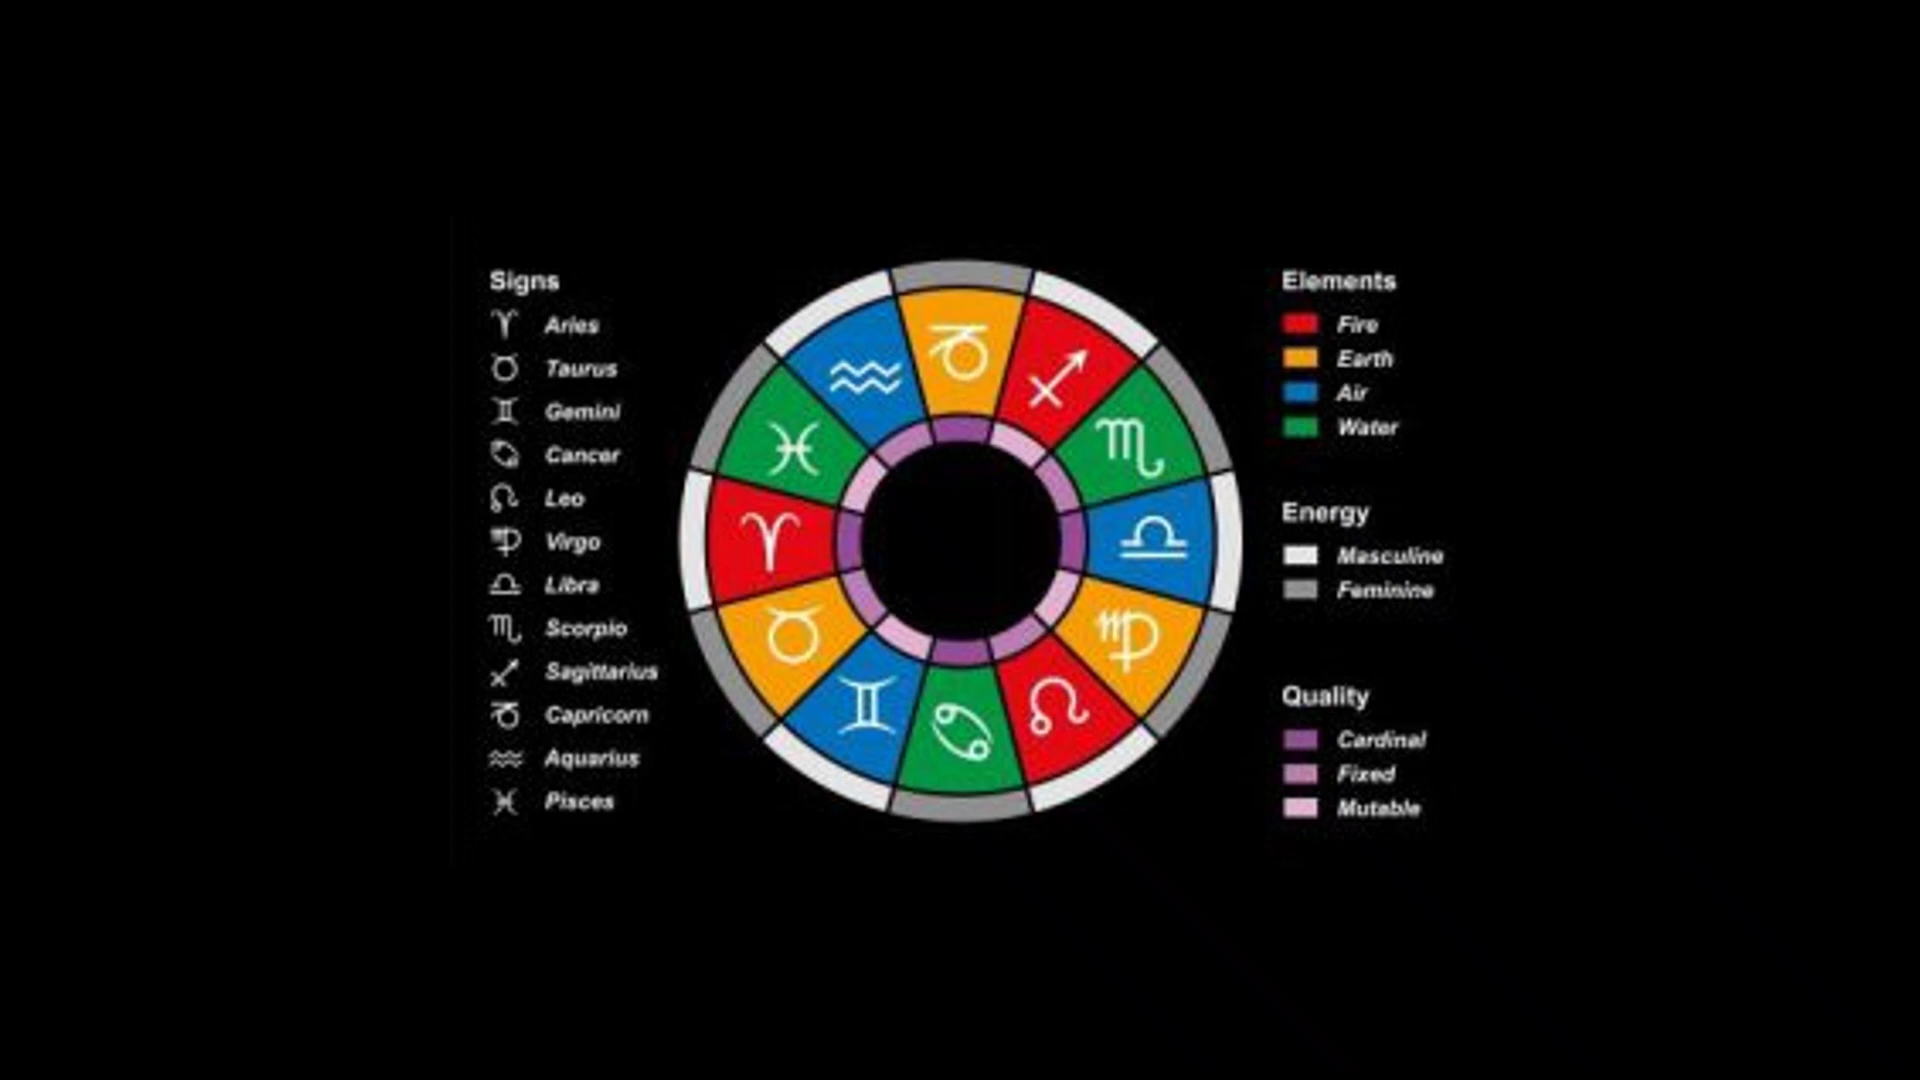 Signs
♈ Aries
♉ Taurus
♊ Gemini
♋ Cancer
♌ Leo
♍ Virgo
♎ Libra
♏ Scorpio
♐ Sagittarius
♑ Capricorn
♒ Aquarius
♓ Pisces
Elements
Fire
Earth
Air
Water
Energy
Masculine
Feminine
Quality
Cardinal
Fixed
Mutable